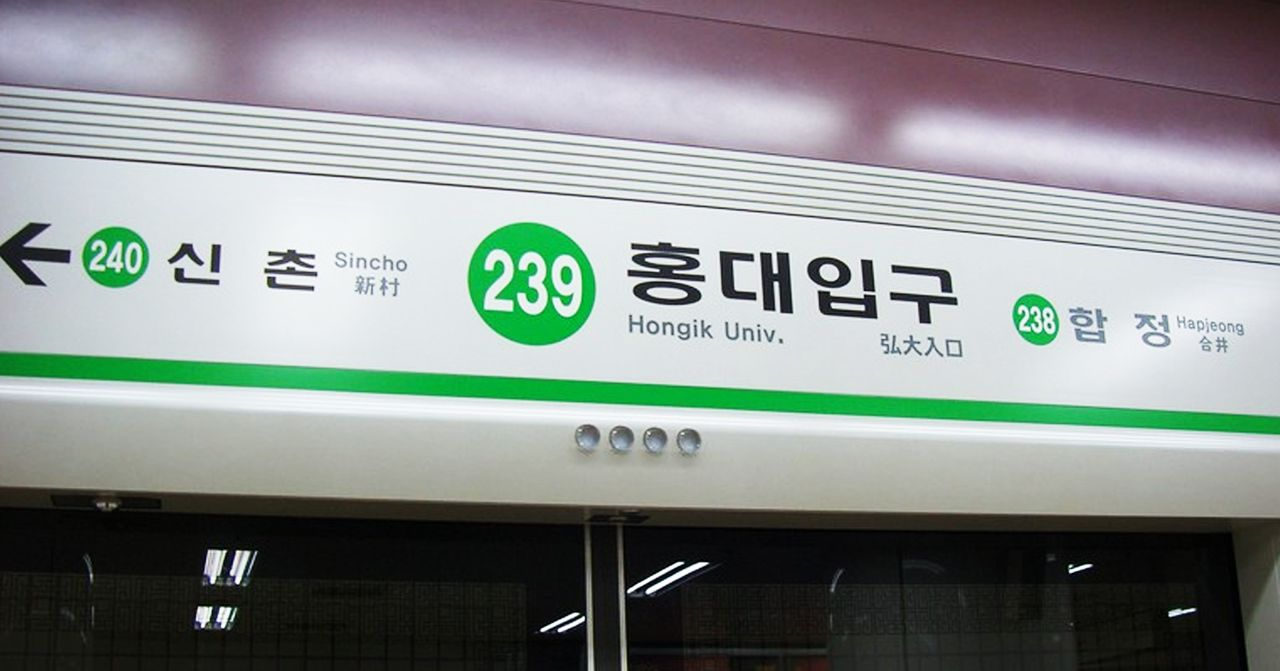 240 신 촌 Sincho
新村
239 홍대입구
Hongik Univ.
弘大入口
238 합 정 Hapjeong
合井